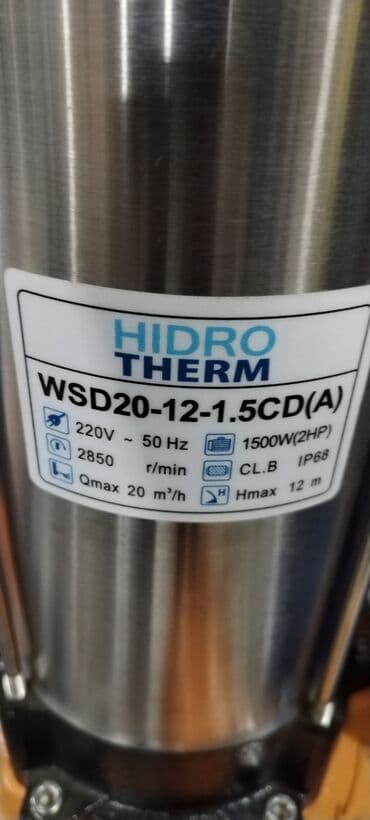 HIDRO
THERM
WSD20-12-1.5CD(A)
220V ~ 50 Hz 1500W(2HP)
2850 r/min CL.B IP68
Qmax 20 m³/h H Hmax 12 m